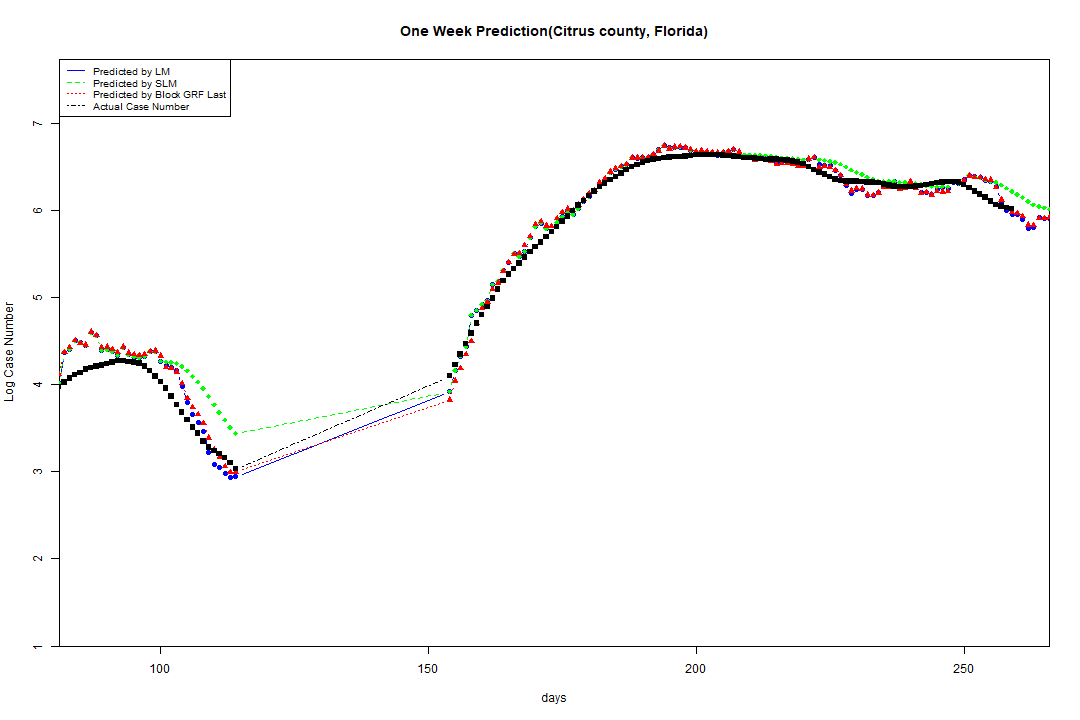 One Week Prediction(Citrus county, Florida)
Predicted by LM
Predicted by SLM
Predicted by Block GRF Last
Actual Case Number
7
6
5
4
3
2
1
Log Case Number
100 150 200 250
days